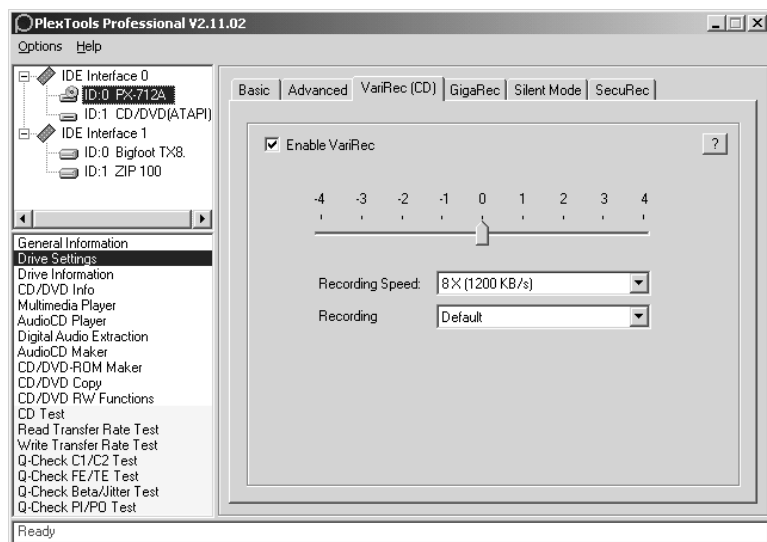 PlexTools Professional V2.11.02
Options Help
IDE Interface 0
ID:0 PX-712A
ID:1 CD/DVD(ATAPI)
IDE Interface 1
ID:0 Bigfoot TX8.
ID:1 ZIP 100
General Information
Drive Settings
Drive Information
CD/DVD Info
Multimedia Player
AudioCD Player
Digital Audio Extraction
AudioCD Maker
CD/DVD-ROM Maker
CD/DVD Copy
CD/DVD RW Functions
CD Test
Read Transfer Rate Test
Write Transfer Rate Test
Q-Check C1/C2 Test
Q-Check FE/TE Test
Q-Check Beta/Jitter Test
Q-Check PI/PO Test
Basic Advanced VariRec (CD) GigaRec Silent Mode SecuRec
Enable VariRec ?
-4 -3 -2 -1 0 1 2 3 4
Recording Speed: 8X (1200 KB/s)
Recording Default
Ready